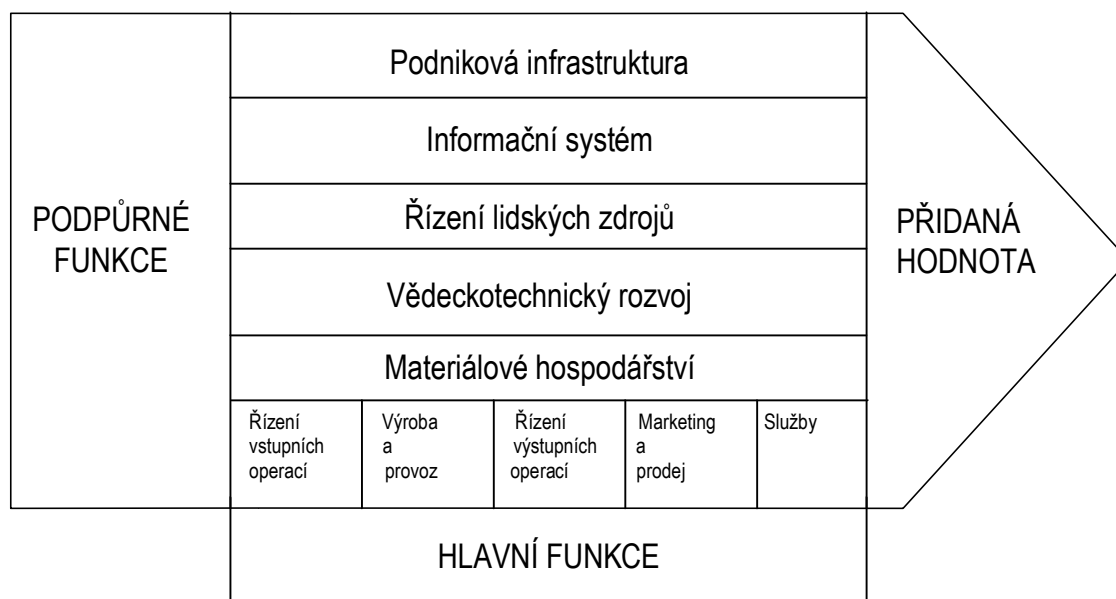 Podniková infrastruktura
Informační systém
Řízení lidských zdrojů
Vědeckotechnický rozvoj
Materiálové hospodářství
PODPŮRNÉ
FUNKCE
PŘIDANÁ
HODNOTA
Řízení
vstupních
operací
Výroba
a
provoz
Řízení
výstupních
operací
Marketing
a
prodej
Služby
HLAVNÍ FUNKCE